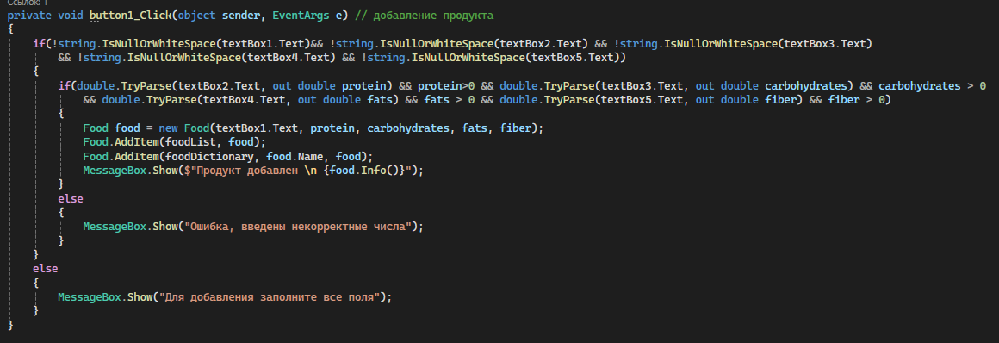 Ссылок: 1
private void button1_Click(object sender, EventArgs e) // добавление продукта
{
if(!string.IsNullOrWhiteSpace(textBox1.Text)&& !string.IsNullOrWhiteSpace(textBox2.Text) && !string.IsNullOrWhiteSpace(textBox3.Text)
&& !string.IsNullOrWhiteSpace(textBox4.Text) && !string.IsNullOrWhiteSpace(textBox5.Text))
{
if(double.TryParse(textBox2.Text, out double protein) && protein>0 && double.TryParse(textBox3.Text, out double carbohydrates) && carbohydrates > 0
&& double.TryParse(textBox4.Text, out double fats) && fats > 0 && double.TryParse(textBox5.Text, out double fiber) && fiber > 0)
{
Food food = new Food(textBox1.Text, protein, carbohydrates, fats, fiber);
Food.AddItem(foodList, food);
Food.AddItem(foodDictionary, food.Name, food);
MessageBox.Show($"Продукт добавлен \n {food.Info()}");
}
else
{
MessageBox.Show("Ошибка, введены некорректные числа");
}
}
else
{
MessageBox.Show("Для добавления заполните все поля");
}
}